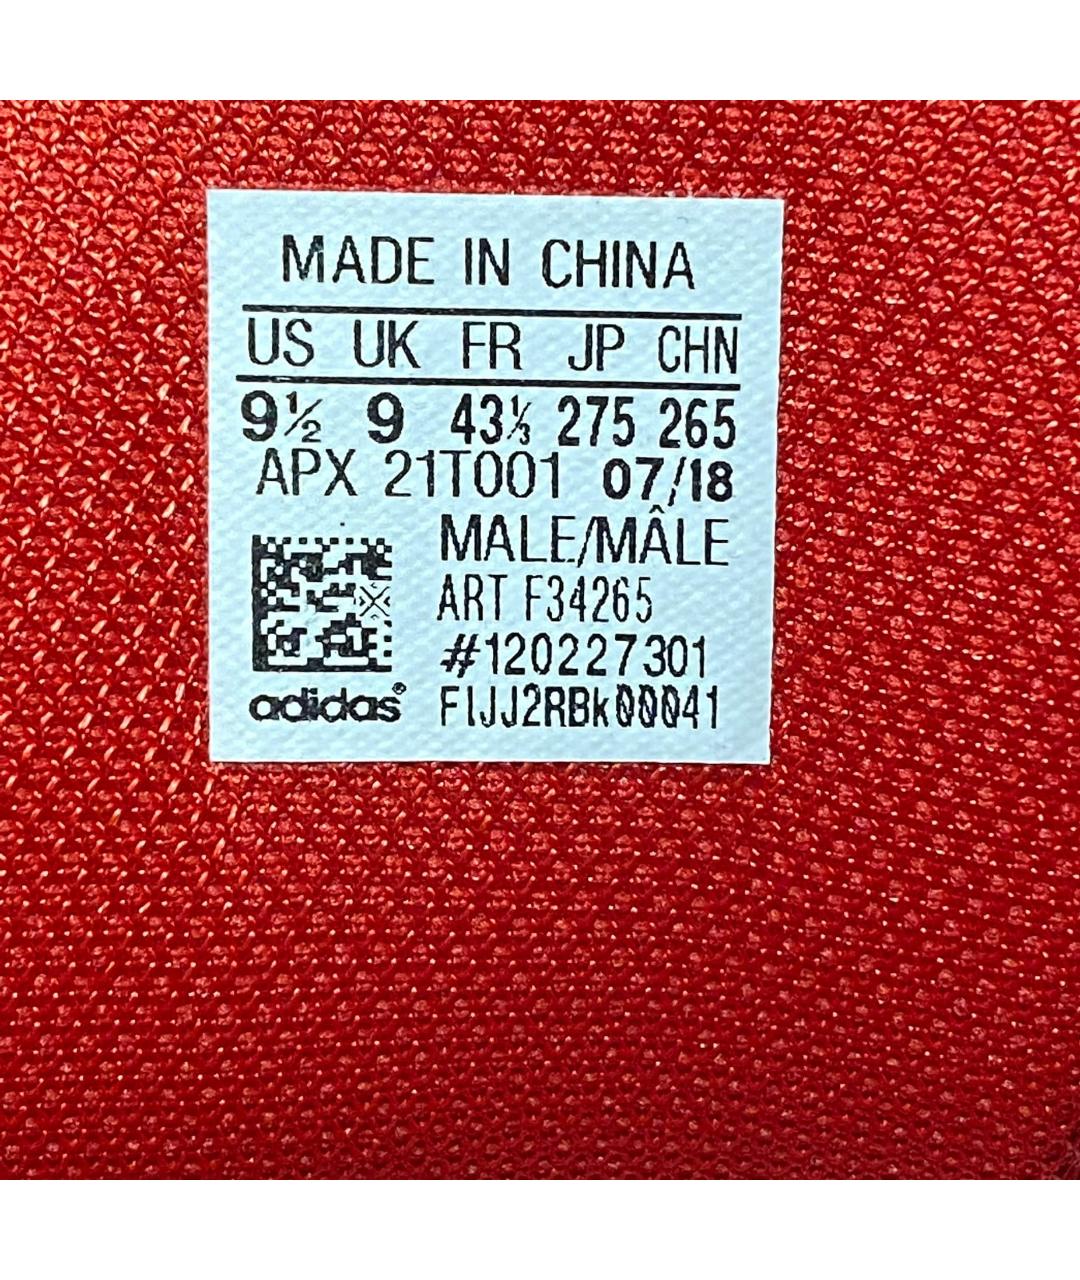 MADE IN CHINA
US UK FR JP CHN
9½ 9 43⅓ 275 265
APX 21T001 07/18
MALE/MÂLE
ART F34265
#120227301
adidas® F1JJ2RBk00041